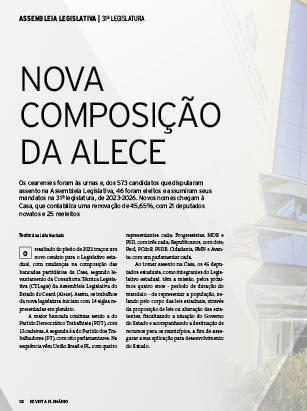 ASSEMBLEIA LEGISLATIVA | 31ª LEGISLATURA
NOVA
COMPOSIÇÃO
DA ALECE
Os cearenses foram às urnas e, dos 573 candidatos que disputaram
assento na Assembleia Legislativa, 46 foram eleitos e assumiram seus
mandatos na 31ª legislatura, de 2023-2026. Novos nomes chegam à
Casa, que contabiliza uma renovação de 45,65%, com 21 deputados
novatos e 25 reeleitos
O resultado do pleito de 2022 traçou um
novo cenário para o Legislativo esta-
dual, com mudanças na composição das
bancadas partidárias da Casa, segundo le-
vantamento da Consultoria Técnica Legisla-
tiva (CTLegis) da Assembleia Legislativa do
Estado do Ceará (Alece). Assim, os trabalhos
da nova legislatura iniciam com 14 siglas re-
presentadas em plenário.
A maior bancada continua sendo a do
Partido Democrático Trabalhista (PDT), com
13 cadeiras. A segunda é a do Partido dos Tra-
balhadores (PT), com oito parlamentares. Na
sequência vêm União Brasil e PL, com quatro
representantes cada; Progressistas, MDB e
PSD, com três cada; Republicanos, com dois;
Psol, PCdoB, PSDB, Cidadania, PMN e Avan-
te, com um parlamentar cada.
Ao tomar assento na Casa, os 46 depu-
tados estaduais, como integrantes do Legis-
lativo estadual, têm a missão, pelos próxi-
mos quatro anos - período de duração do
mandato - de representar a população, ze-
lando pelo corpo das leis estaduais, através
da proposição de leis ou alteração das exis-
tentes, fiscalizando a atuação do Governo
do Estado e acompanhando a destinação de
recursos para os municípios, a fim de asse-
gurar a sua aplicação para desenvolvimento
do Estado.
REVISTA PLENÁRIO